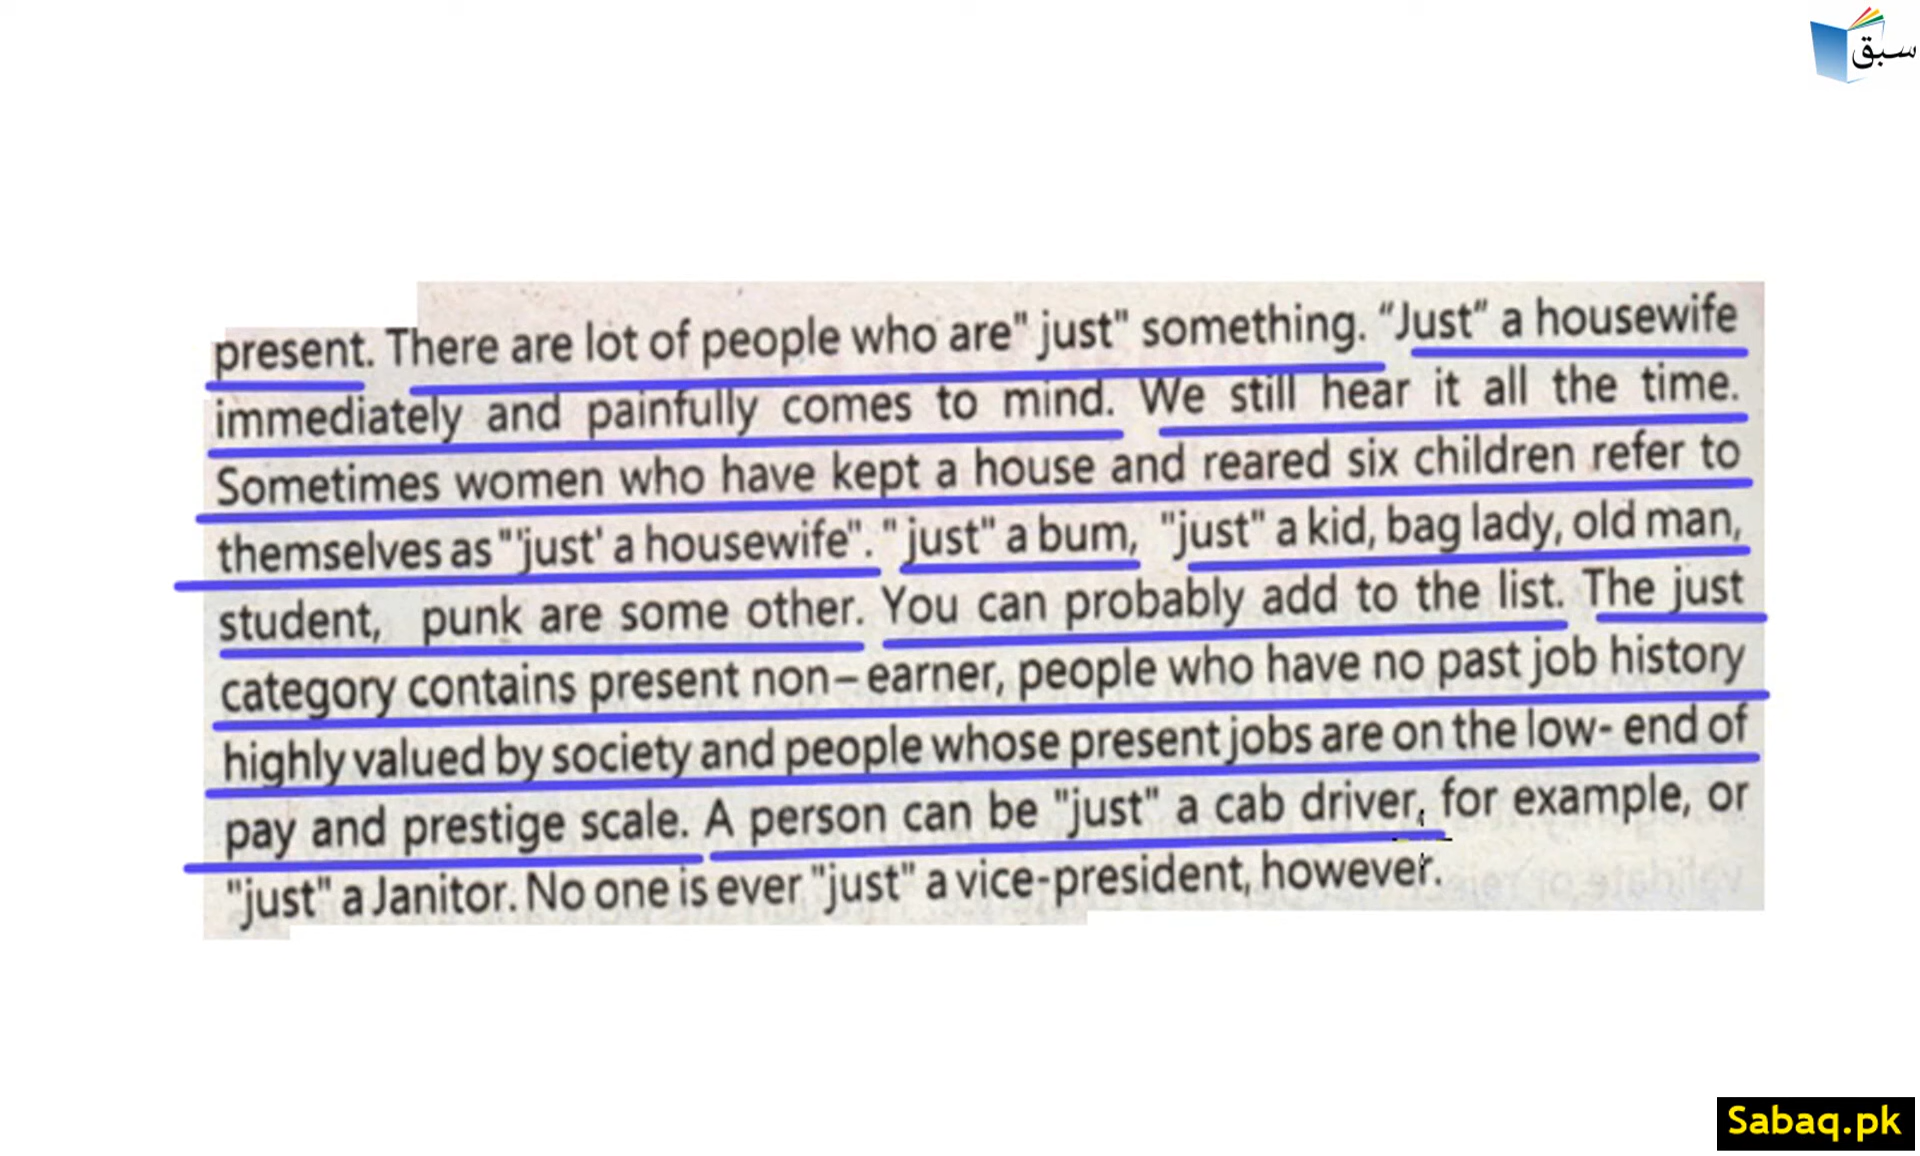 سبق
present. There are lot of people who are" just" something. “Just” a housewife
immediately and painfully comes to mind. We still hear it all the time.
Sometimes women who have kept a house and reared six children refer to
themselves as "'just' a housewife". " just" a bum, "just" a kid, bag lady, old man,
student, punk are some other. You can probably add to the list. The just
category contains present non–earner, people who have no past job history
highly valued by society and people whose present jobs are on the low- end of
pay and prestige scale. A person can be "just" a cab driver, for example, or
"just" a Janitor. No one is ever "just" a vice-president, however.
Sabaq.pk